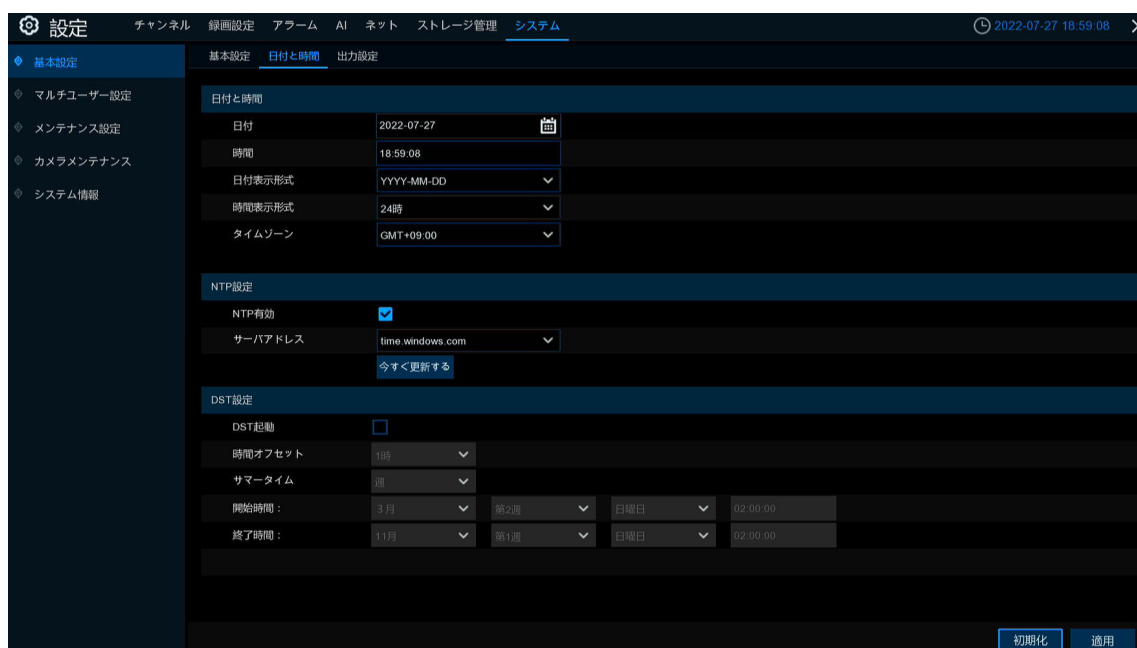 設定 チャンネル 録画設定 アラーム AI ネット ストレージ管理 システム 2022-07-27 18:59:08
基本設定 日付と時間 出力設定
基本設定
マルチユーザー設定
メンテナンス設定
カメラメンテナンス
システム情報
日付と時間
日付 2022-07-27
時間 18:59:08
日付表示形式 YYYY-MM-DD
時間表示形式 24時
タイムゾーン GMT+09:00
NTP設定
NTP有効
サーバアドレス time.windows.com
今すぐ更新する
DST設定
DST起動
時間オフセット 1時
サマータイム 週
開始時間： 3月 第2週 日曜日 02:00:00
終了時間： 11月 第1週 日曜日 02:00:00
初期化 適用